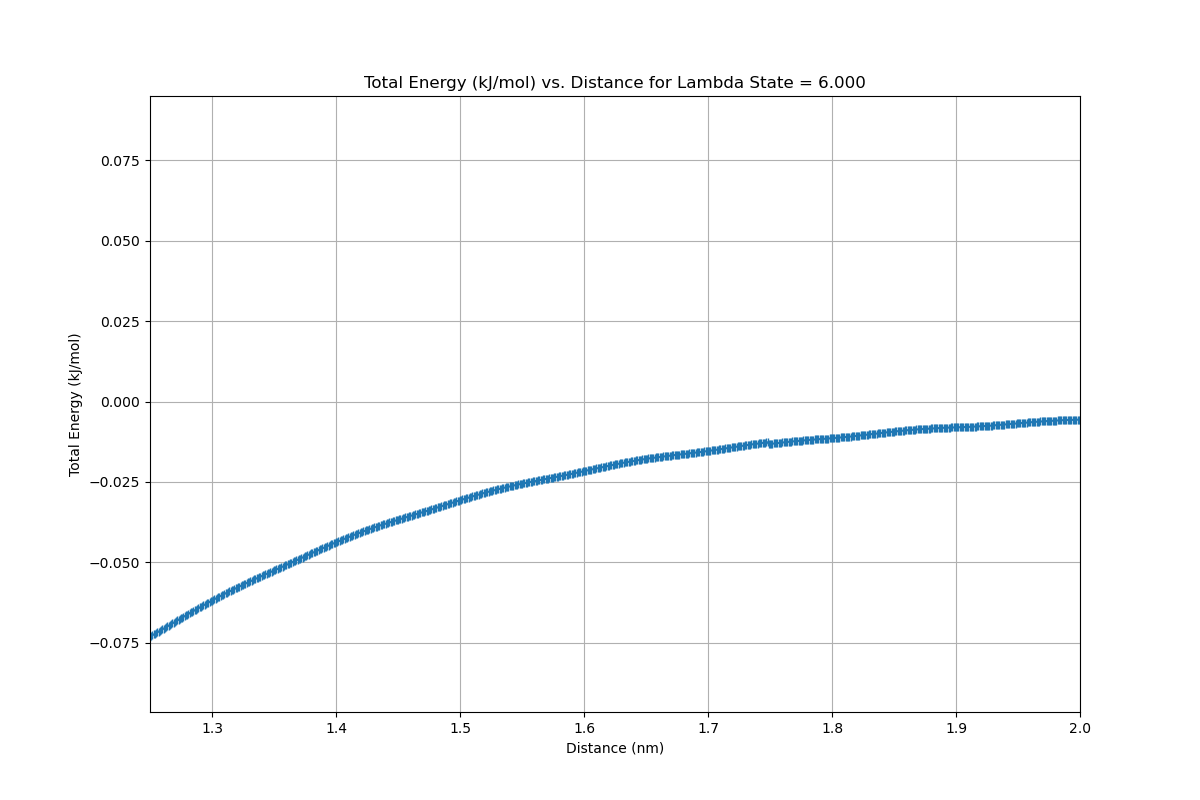 Total Energy (kJ/mol) vs. Distance for Lambda State = 6.000
0.075
0.050
0.025
0.000
−0.025
−0.050
−0.075
Total Energy (kJ/mol)
1.3 1.4 1.5 1.6 1.7 1.8 1.9 2.0
Distance (nm)